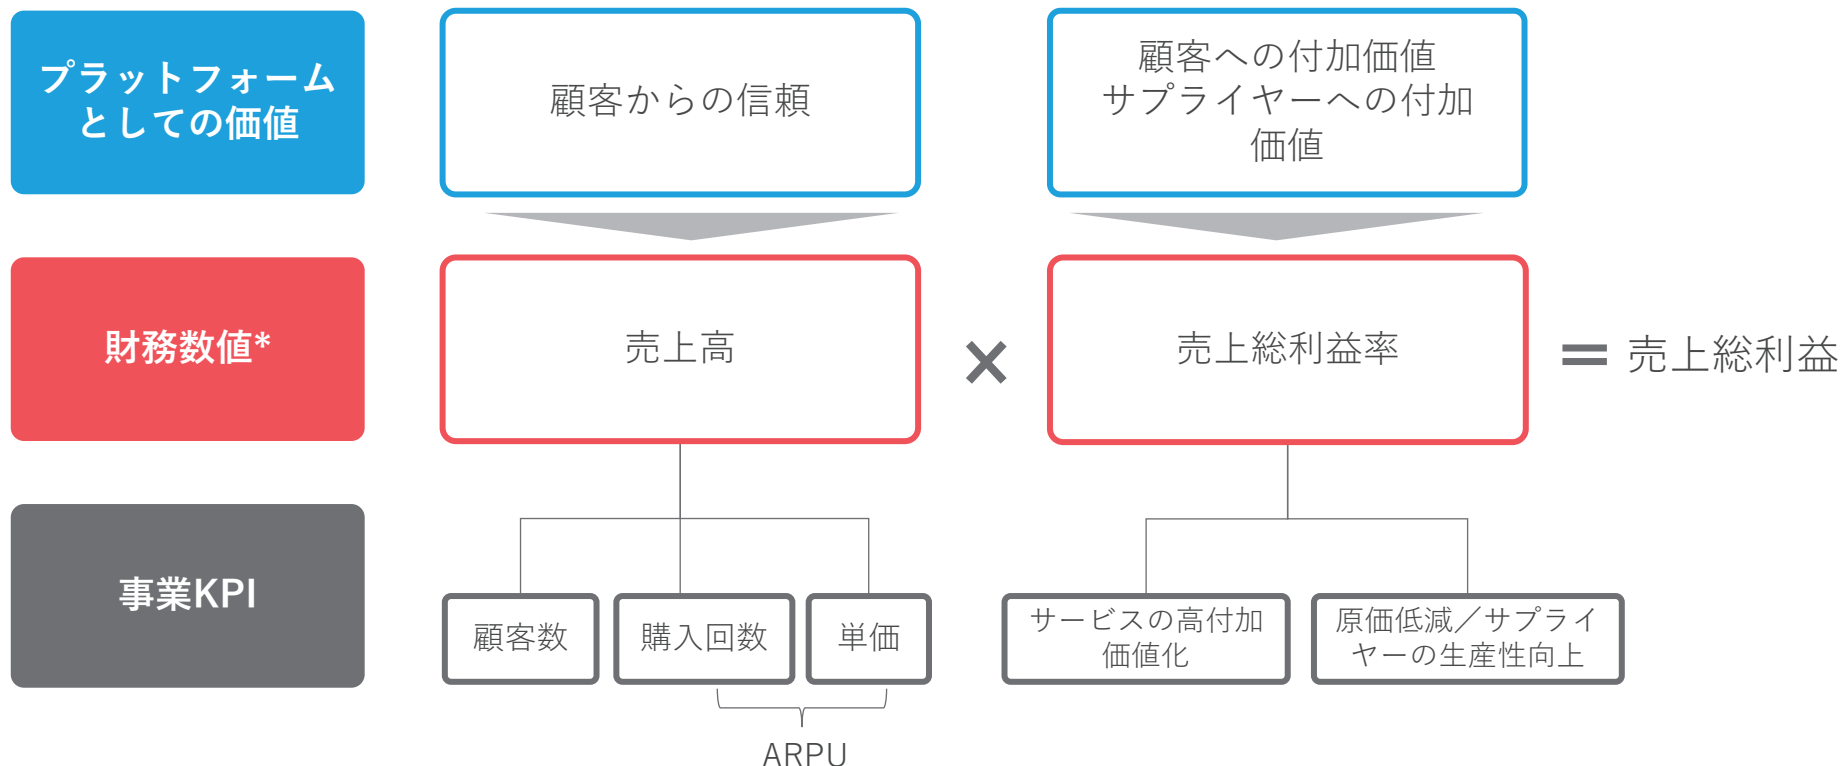 プラットフォーム
としての価値
顧客からの信頼
顧客への付加価値
サプライヤーへの付加
価値
財務数値*
売上高
×
売上総利益率
= 売上総利益
事業KPI
顧客数
購入回数
単価
サービスの高付加
価値化
原価低減／サプライ
ヤーの生産性向上
ARPU